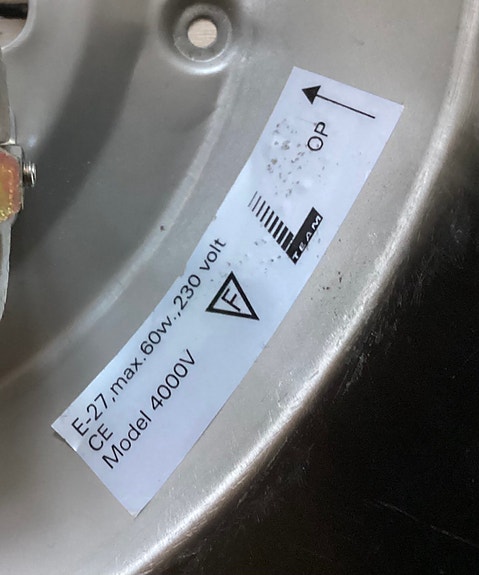 E-27,max.60w.,230 volt
CE
Model 4000V
F
TEAM
OP